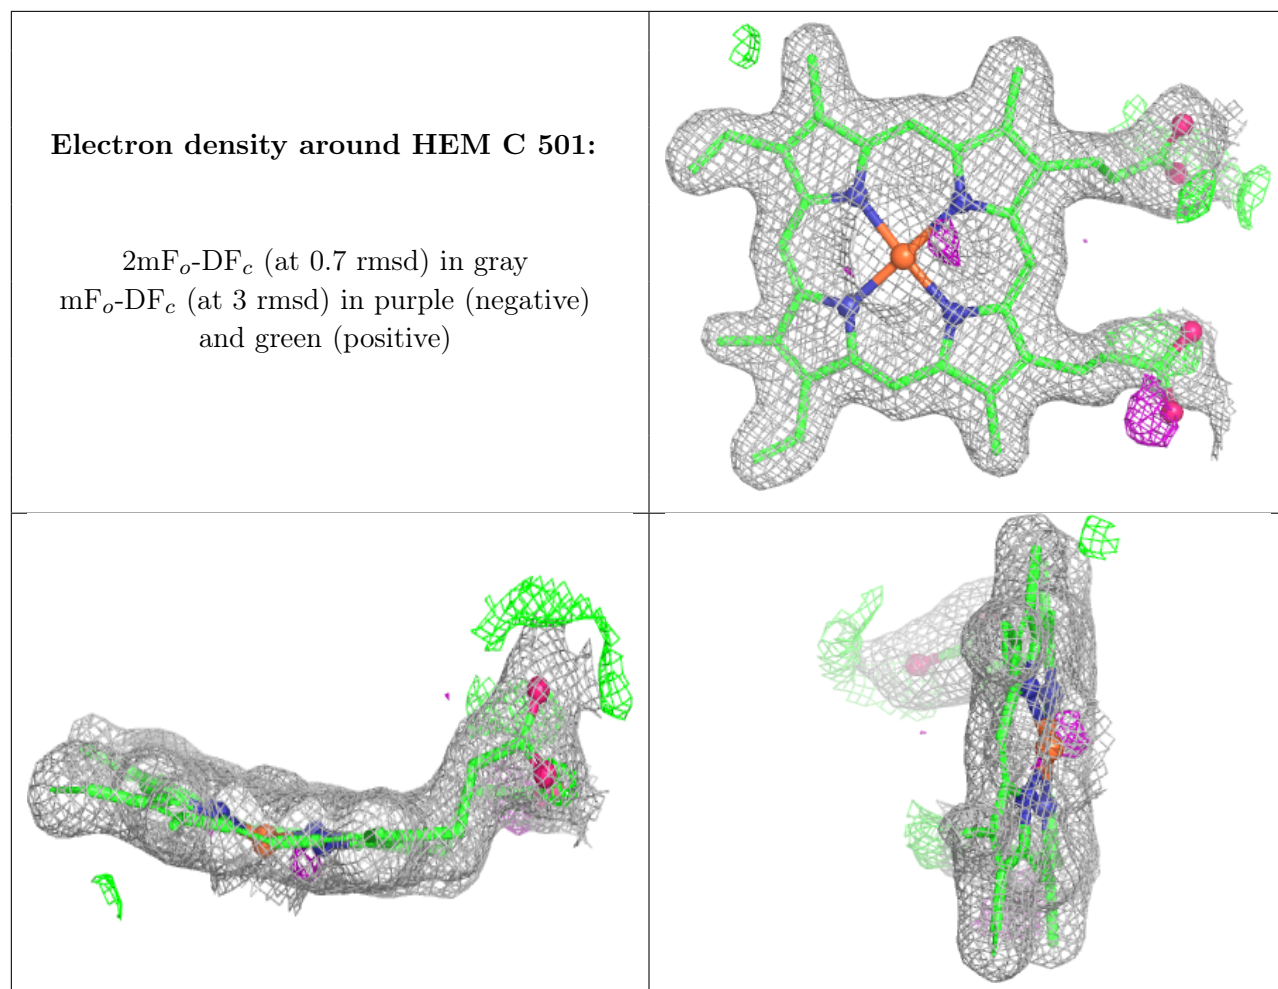 Electron density around HEM C 501:
2mFo-DFc (at 0.7 rmsd) in gray
mFo-DFc (at 3 rmsd) in purple (negative)
and green (positive)